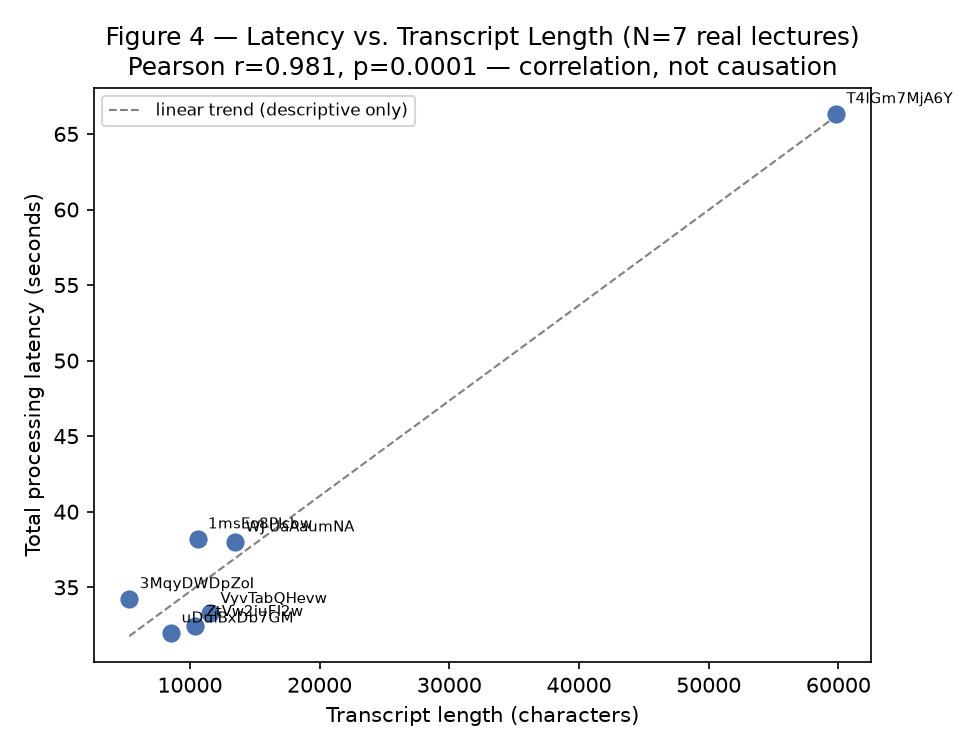 Figure 4 — Latency vs. Transcript Length (N=7 real lectures)
Pearson r=0.981, p=0.0001 — correlation, not causation
linear trend (descriptive only)
T4IGm7MjA6Y
65
60
55
50
45
40
35
Total processing latency (seconds)
3MqyDWDpZoI
VyvTabQHevw
10000
20000
30000
40000
50000
60000
Transcript length (characters)